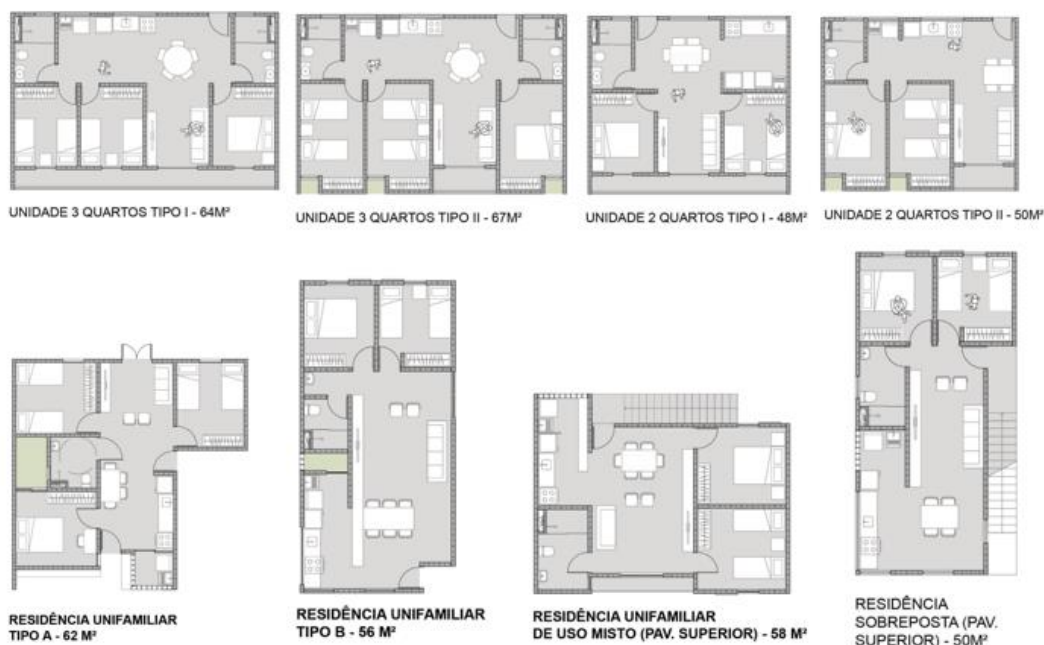 UNIDADE 3 QUARTOS TIPO I - 64M²
UNIDADE 3 QUARTOS TIPO II - 67M²
UNIDADE 2 QUARTOS TIPO I - 48M²
UNIDADE 2 QUARTOS TIPO II - 50M²
RESIDÊNCIA UNIFAMILIAR
TIPO A - 62 M²
RESIDÊNCIA UNIFAMILIAR
TIPO B - 56 M²
RESIDÊNCIA UNIFAMILIAR
DE USO MISTO (PAV. SUPERIOR) - 58 M²
RESIDÊNCIA
SOBREPOSTA (PAV.
SUPERIOR) - 50M²